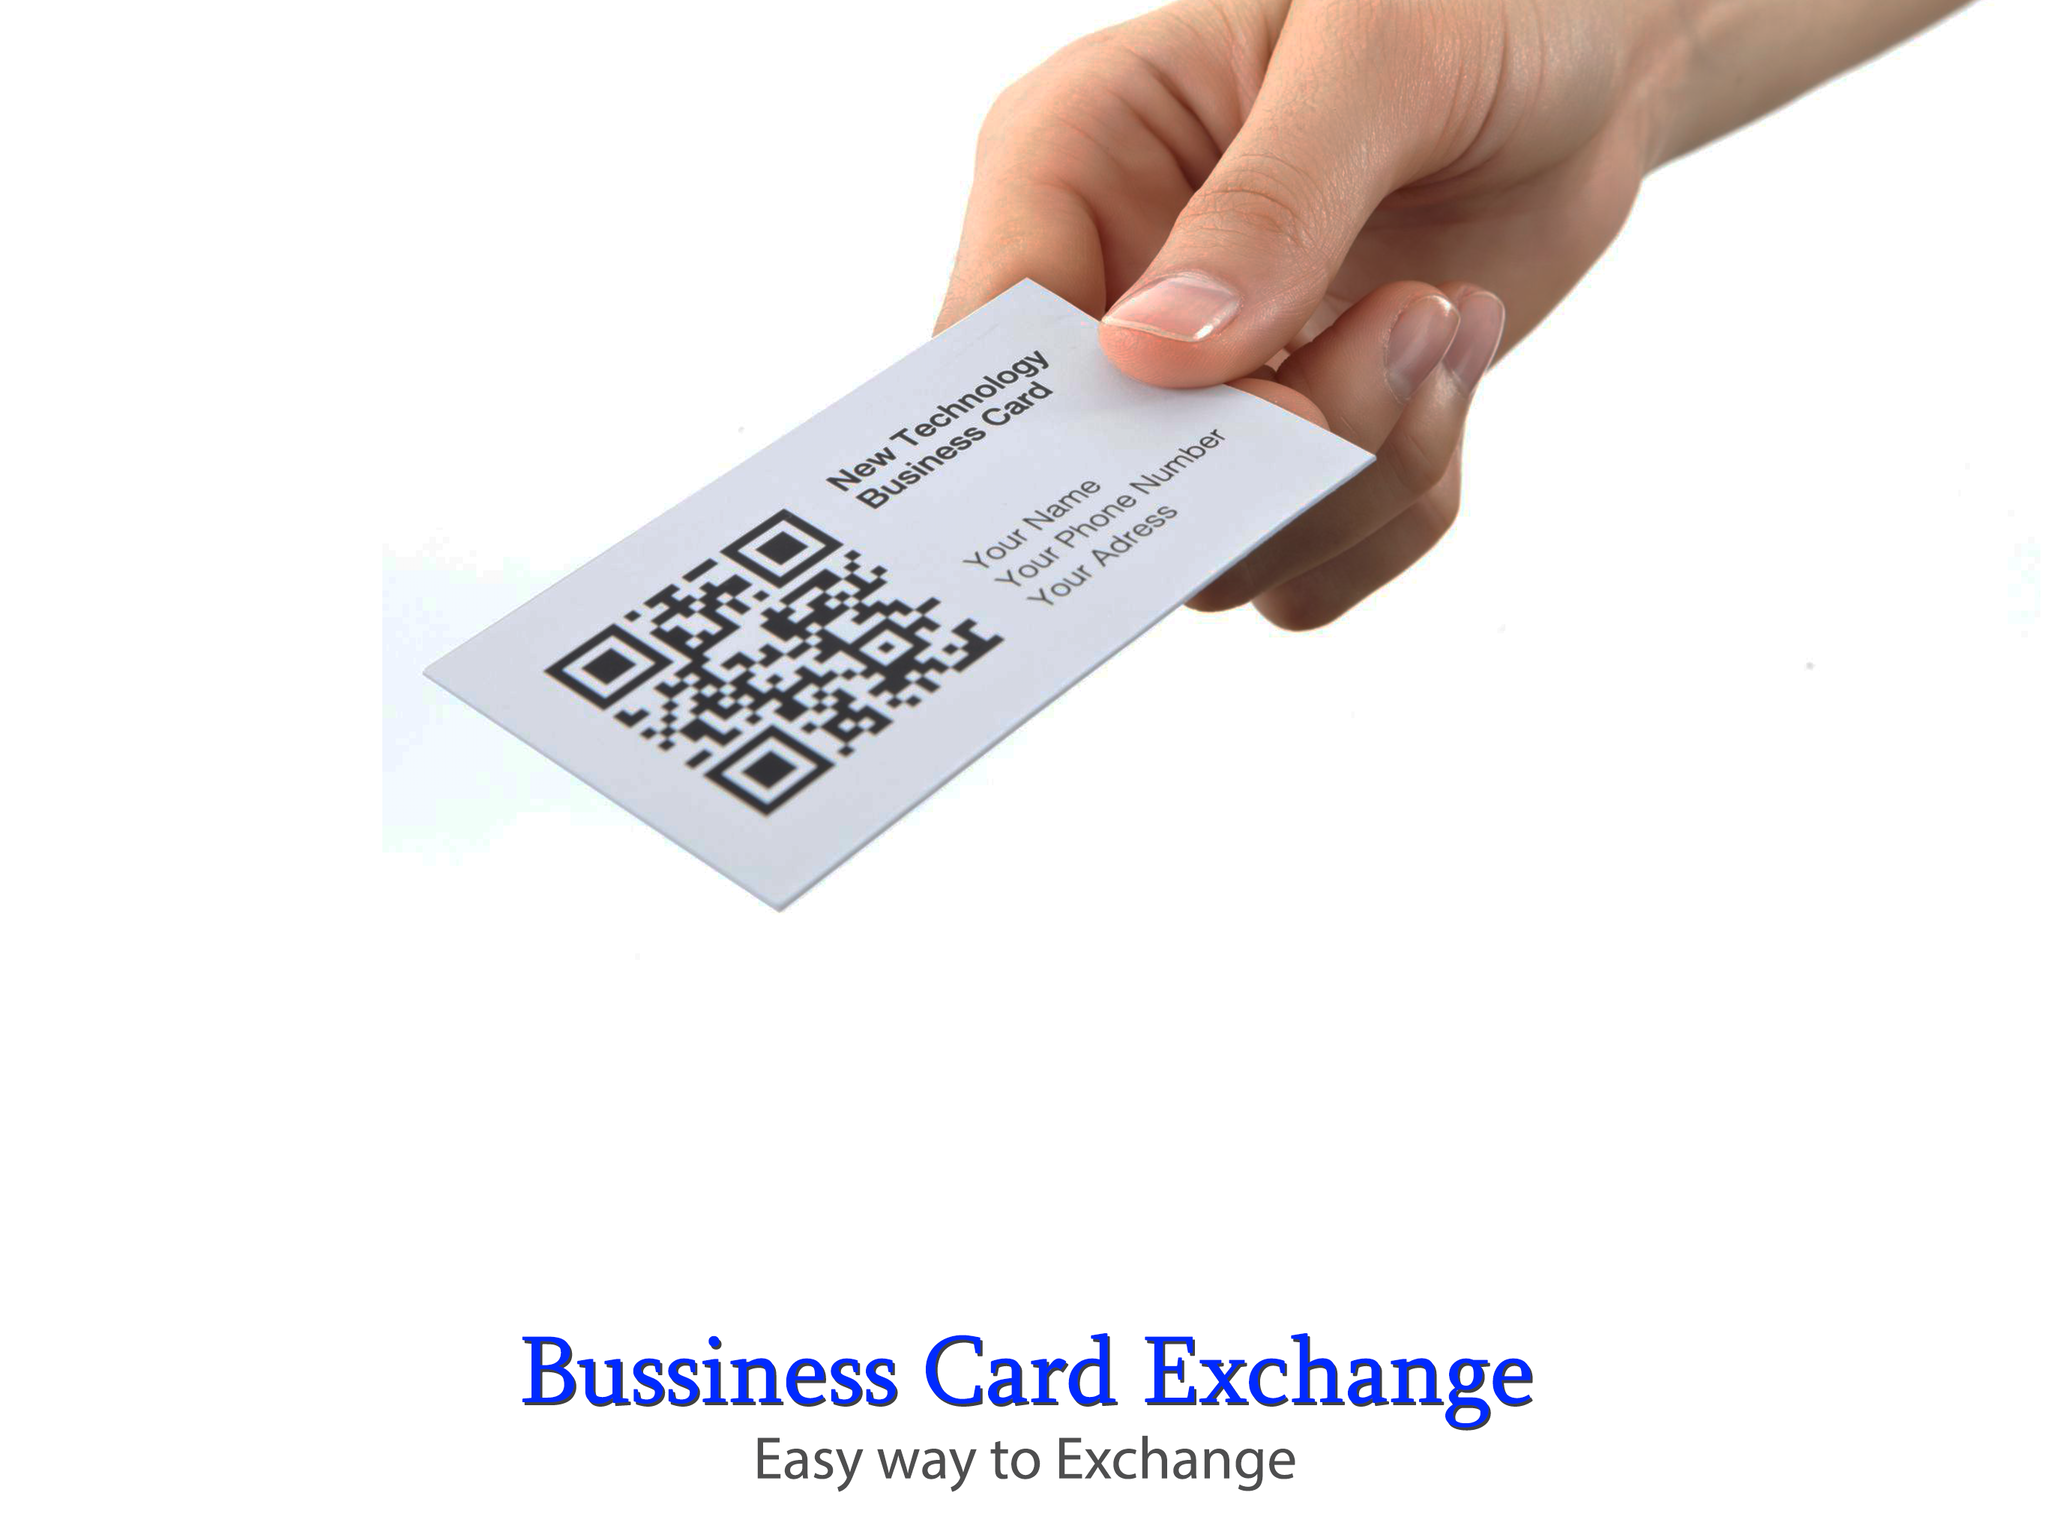 New Technology
Business Card
Your Name
Your Phone Number
Your Adress
Bussiness Card Exchange
Easy way to Exchange